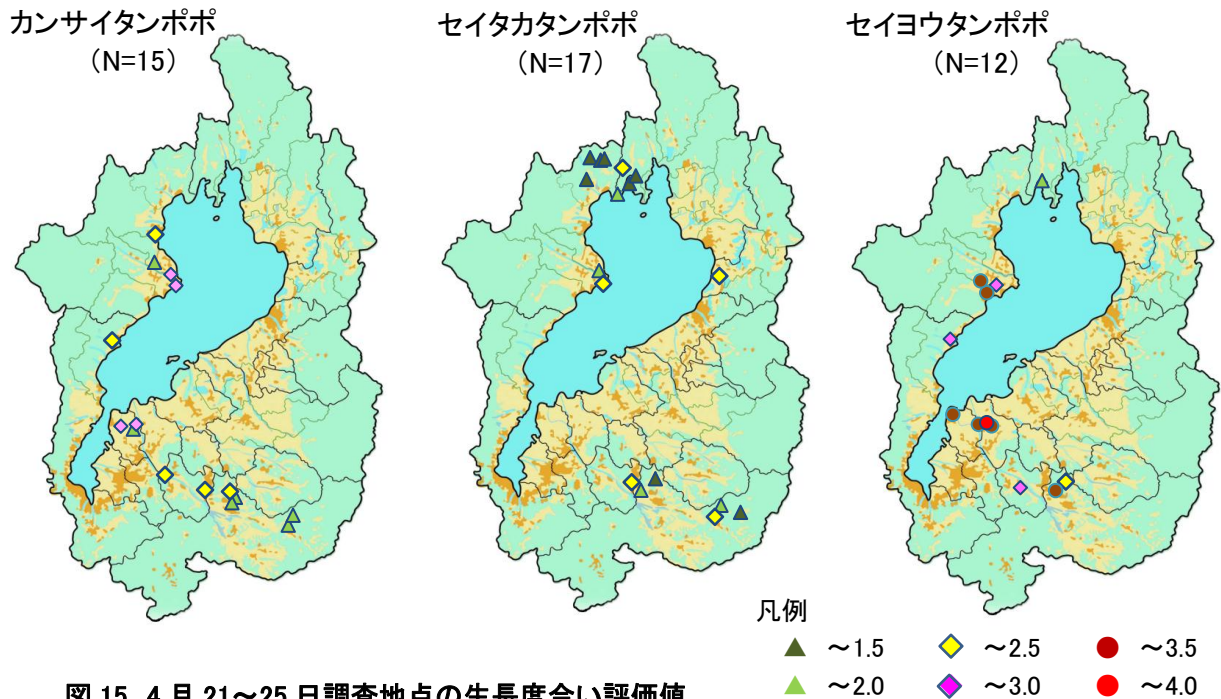 カンサイタンポポ
（N=15）
セイタカタンポポ
（N=17）
セイヨウタンポポ
（N=12）
凡例
～1.5
～2.5
～3.5
～2.0
～3.0
～4.0
図 15 4 月 21～25 日調査地点の生長度合い評価値